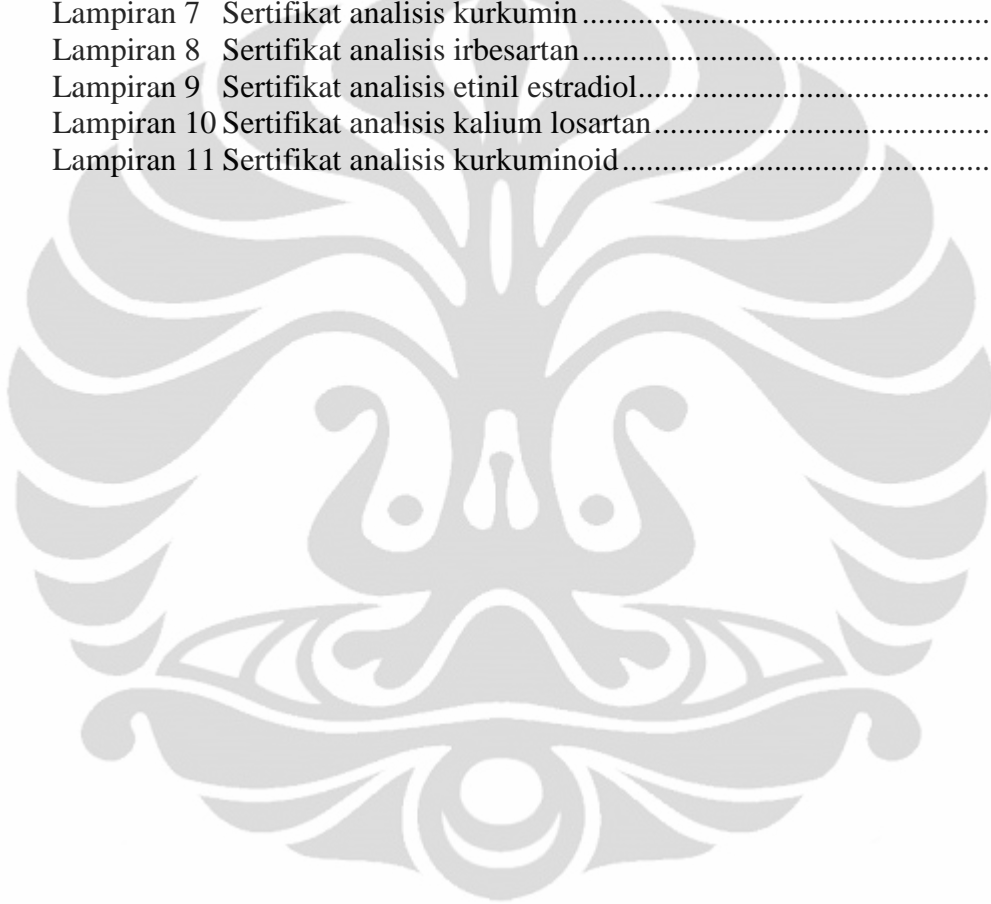 Lampiran 7 Sertifikat analisis kurkumin ..................................................
Lampiran 8 Sertifikat analisis irbesartan ..................................................
Lampiran 9 Sertifikat analisis etinil estradiol ...........................................
Lampiran 10 Sertifikat analisis kalium losartan .........................................
Lampiran 11 Sertifikat analisis kurkuminoid .............................................